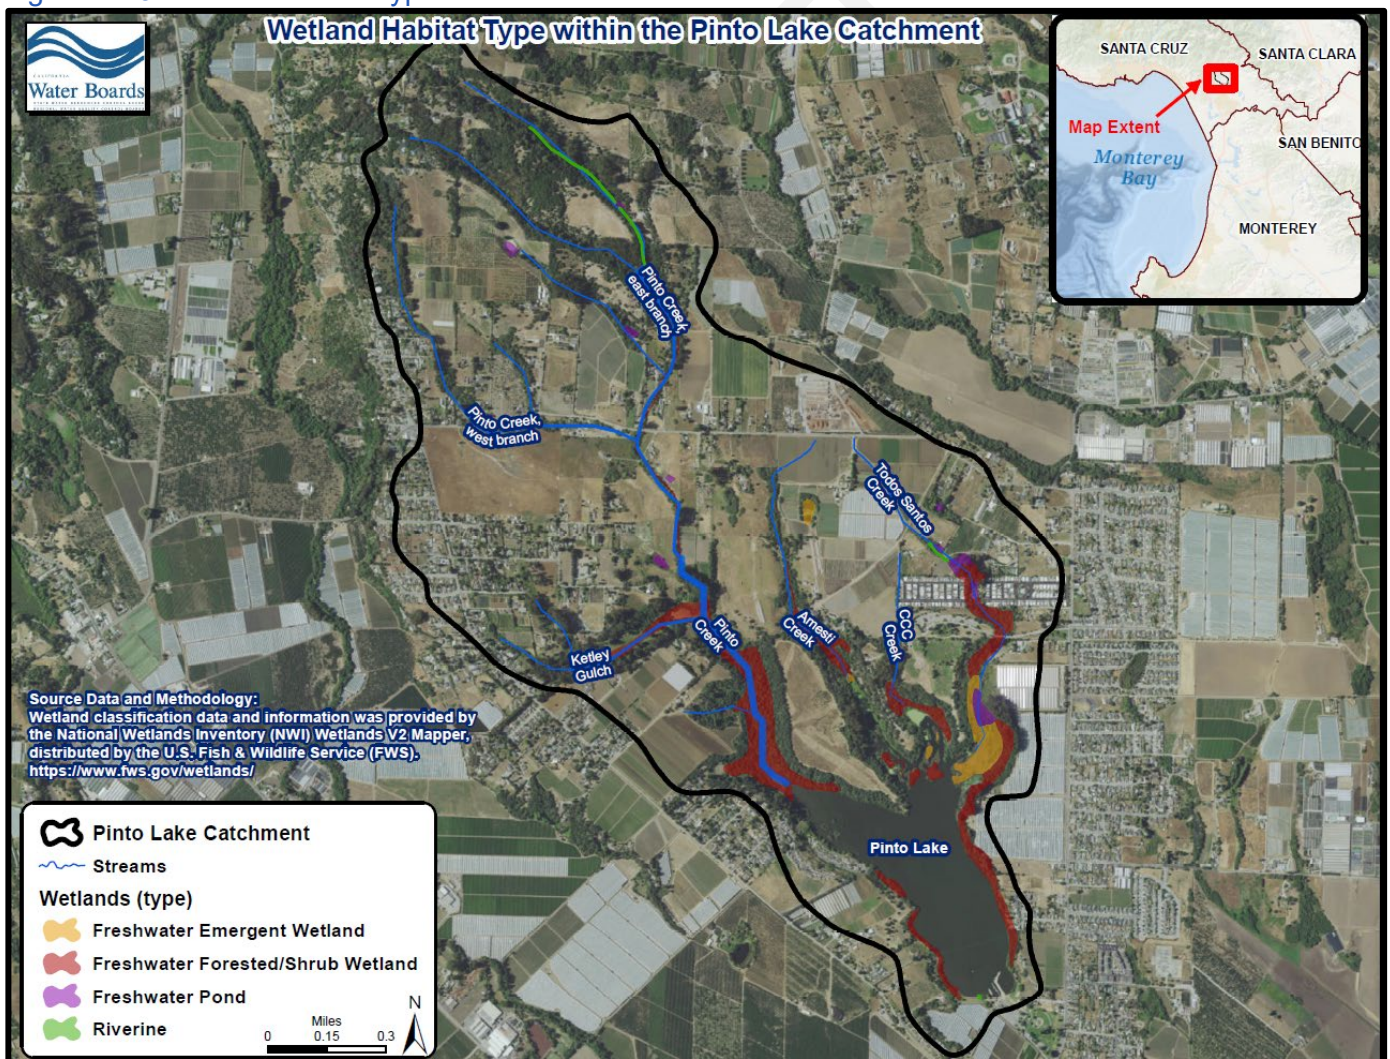 Wetland Habitat Type within the Pinto Lake Catchment
CALIFORNIA
Water Boards
SANTA CRUZ
SANTA CLARA
Map Extent
SAN BENITO
Monterey
Bay
MONTEREY
Pinto Creek,
east branch
Pinto Creek,
west branch
Todos Santos
Creek
Amesti
Creek
CCC
Creek
Pinto
Creek
Ketley
Gulch
Pinto Lake
Source Data and Methodology:
Wetland classification data and information was provided by
the National Wetlands Inventory (NWI) Wetlands V2 Mapper,
distributed by the U.S. Fish & Wildlife Service (FWS).
https://www.fws.gov/wetlands/
Pinto Lake Catchment
Streams
Wetlands (type)
Freshwater Emergent Wetland
Freshwater Forested/Shrub Wetland
Freshwater Pond
Riverine
N
Miles
0 0.15 0.3